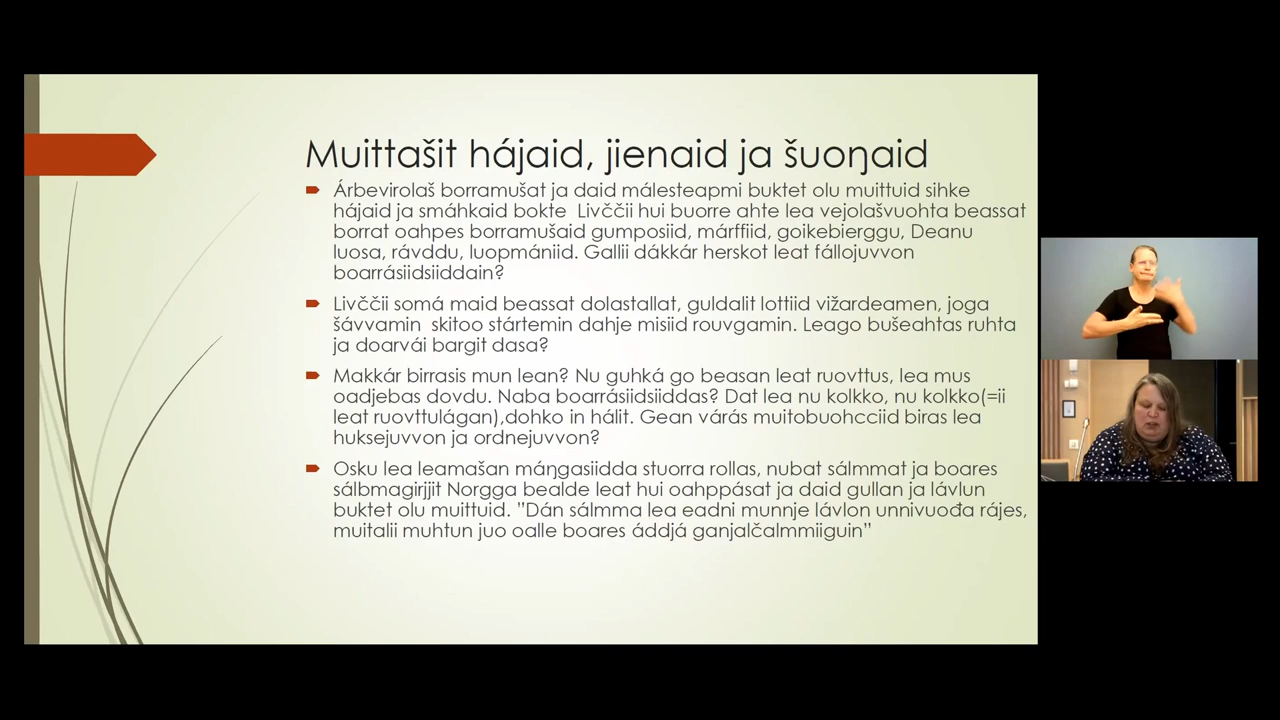 Muittašit hájaid, jienaid ja šuoŋaid
Árbevirolaš borramušat ja daid málesteapmi buktet olu muittuid sihke
hájaid ja smáhkaid bokte Livččii hui buorre ahte lea vejolašvuohta beassat
borrat oahpes borramušaid gumposiid, márffiid, goikebierggu, Deanu
luosa, rávddu, luopmániid. Gallii dákkár herskot leat fállojuvvon
boarrásiidsiiddain?
Livččii somá maid beassat dolastallat, guldalit lottiid vižardeamen, joga
šávvamin skitoo stártemin dahje misiid rouvgamin. Leago bušeahtas ruhta
ja doarvái bargit dasa?
Makkár birrasis mun lean? Nu guhká go beasan leat ruovttus, lea mus
oadjebas dovdu. Naba boarrásiidsiiddas? Dat lea nu kolkko, nu kolkko(=ii
leat ruovttulágan),dohko in hálit. Gean várás muitobuohcciid biras lea
huksejuvvon ja ordnejuvvon?
Osku lea leamašan máŋgasiidda stuorra rollas, nubat sálmmat ja boares
sálbmagirjjit Norgga bealde leat hui oahppásat ja daid gullan ja lávlun
buktet olu muittuid. ”Dán sálmma lea eadni munnje lávlon unnivuođa rájes,
muitalii muhtun juo oalle boares áddjá ganjalčalmmiiguin”